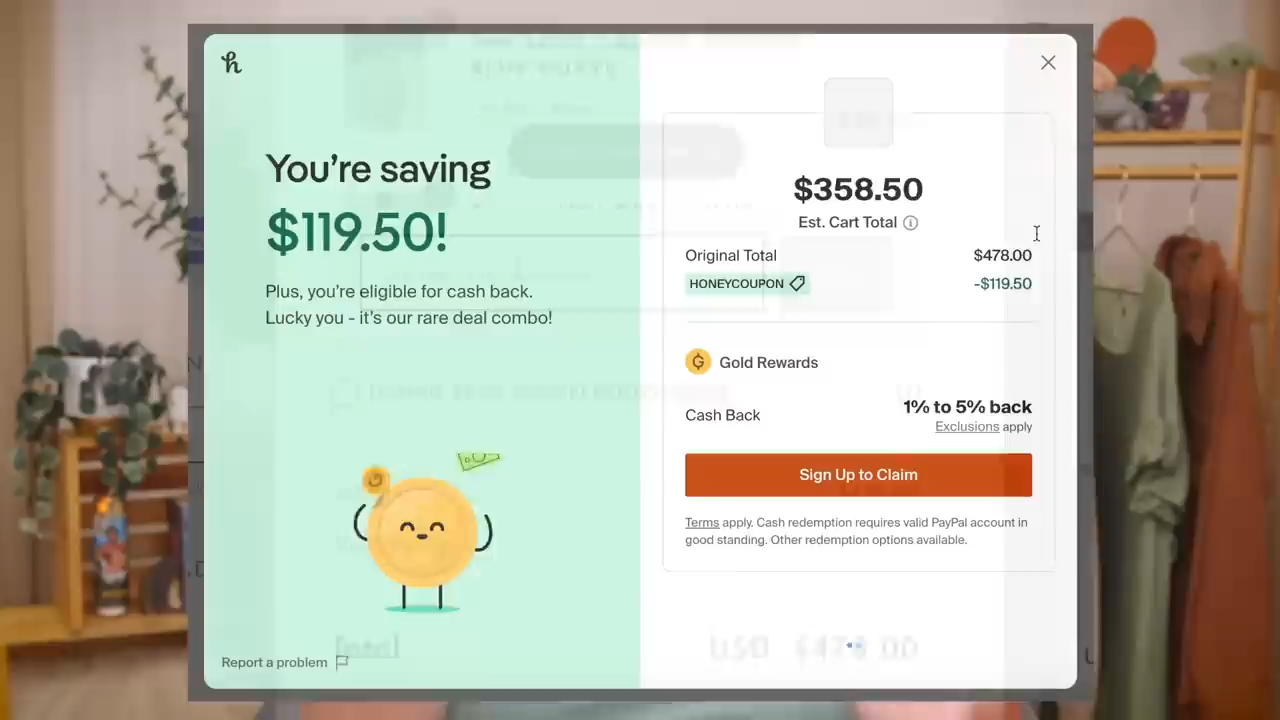 You're saving
$119.50!
Plus, you're eligible for cash back.
Lucky you - it's our rare deal combo!
Report a problem
$358.50
Est. Cart Total
Original Total $478.00
HONEYCOUPON -$119.50
Gold Rewards
Cash Back 1% to 5% back
Exclusions apply
Sign Up to Claim
Terms apply. Cash redemption requires valid PayPal account in
good standing. Other redemption options available.
USD $478.00